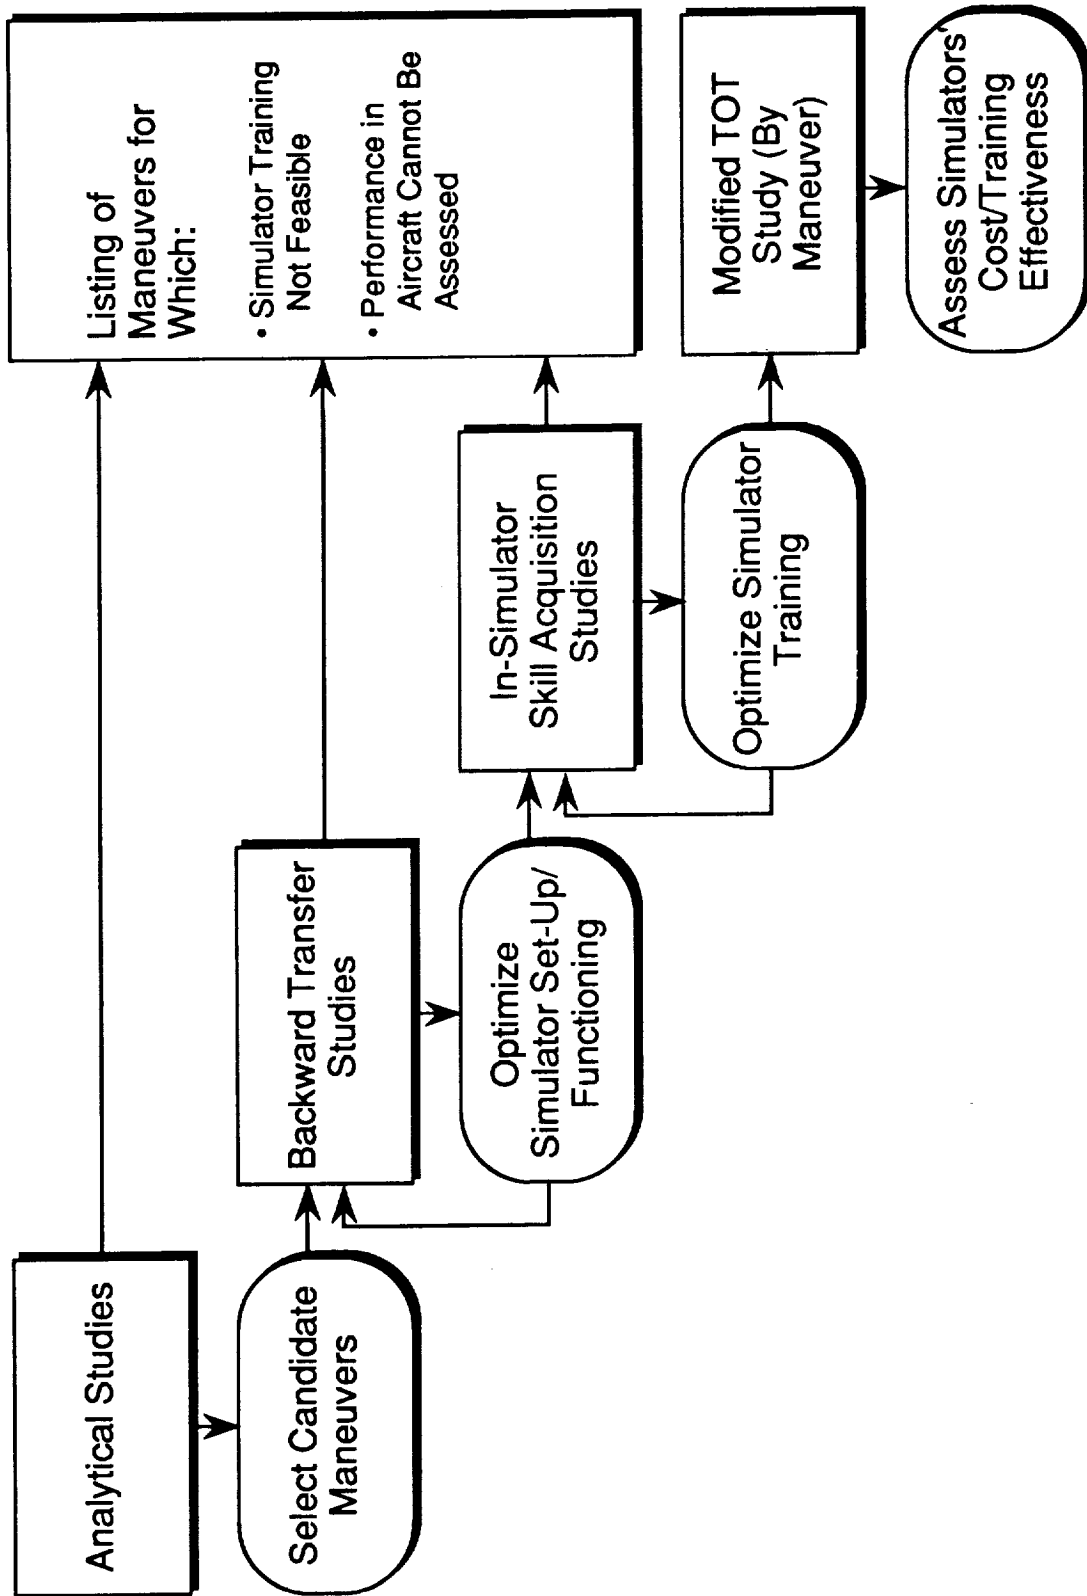 Analytical Studies
Select Candidate
Maneuvers
Backward Transfer
Studies
Optimize
Simulator Set-Up/
Functioning
In-Simulator
Skill Acquisition
Studies
Optimize Simulator
Training
Listing of
Maneuvers for
Which:
• Simulator Training
Not Feasible
• Performance in
Aircraft Cannot Be
Assessed
Modified TOT
Study (By
Maneuver)
Assess Simulators'
Cost/Training
Effectiveness